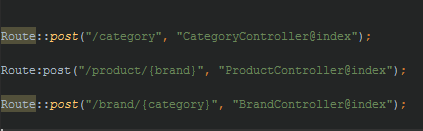 Route::post("/category", "CategoryController@index");
Route:post("/product/{brand}", "ProductController@index");
Route::post("/brand/{category}", "BrandController@index");